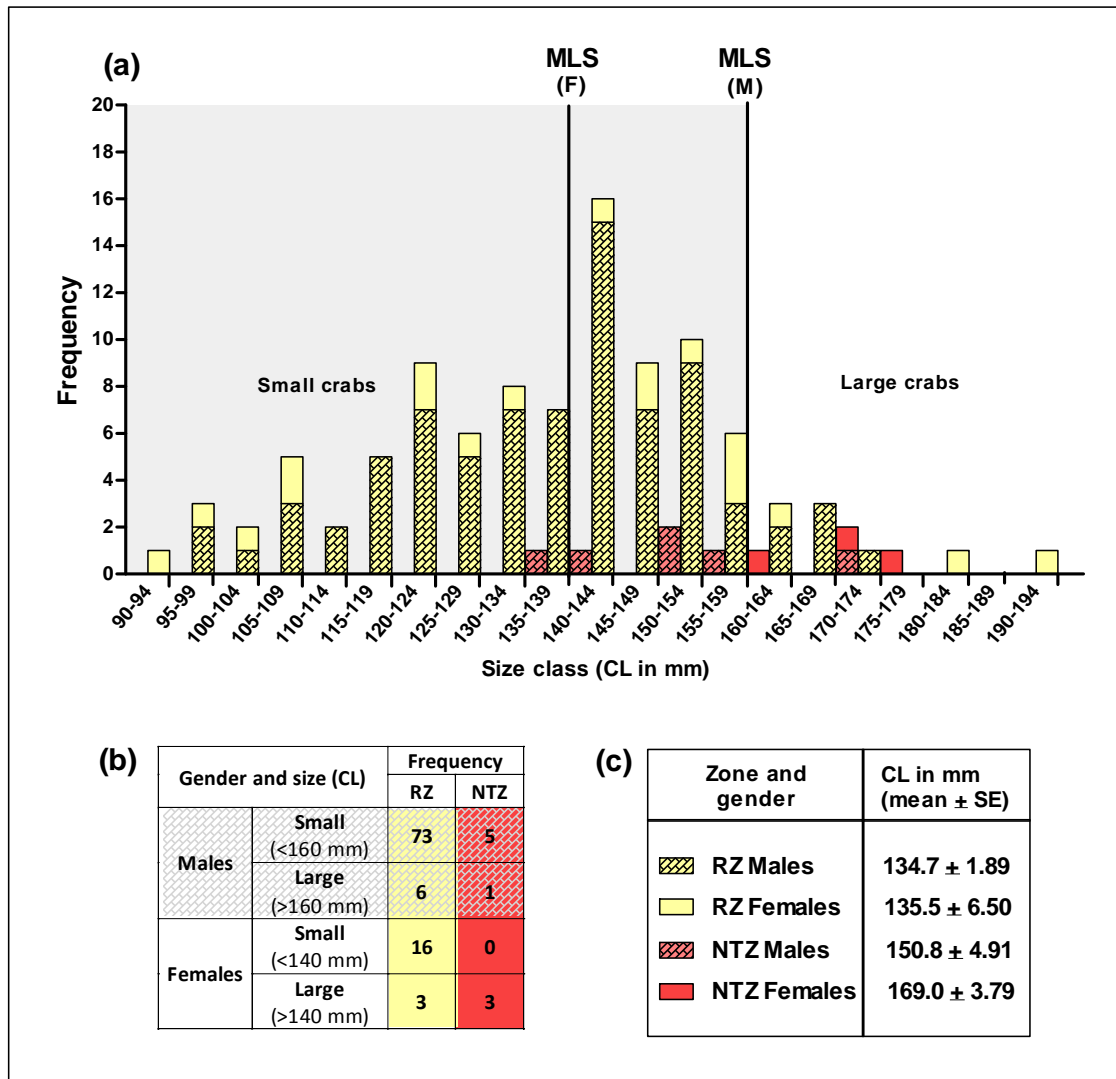 (a)
MLS
(F)
MLS
(M)
20
18
16
14
12
10
8
6
4
2
0
Frequency
Small crabs
Large crabs
90-94
95-99
100-104
105-109
110-114
115-119
120-124
125-129
130-134
135-139
140-144
145-149
150-154
155-159
160-164
165-169
170-174
175-179
180-184
185-189
190-194
Size class (CL in mm)
(b)
Gender and size (CL)
Frequency
RZ
NTZ
Males
Small
(<160 mm)
73
5
Large
(>160 mm)
6
1
Females
Small
(<140 mm)
16
0
Large
(>140 mm)
3
3
(c)
Zone and
gender
CL in mm
(mean ± SE)
RZ Males
134.7 ± 1.89
RZ Females
135.5 ± 6.50
NTZ Males
150.8 ± 4.91
NTZ Females
169.0 ± 3.79